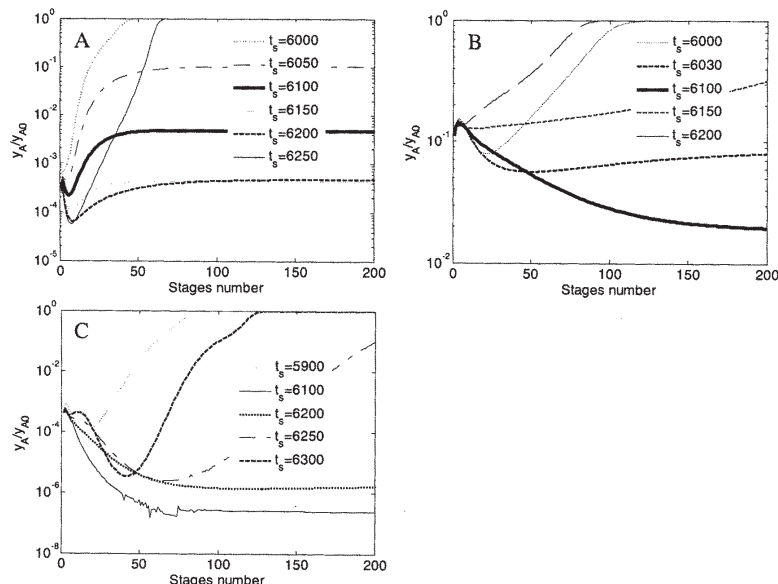 A
y_A/y_A0
10^0
10^-1
10^-2
10^-3
10^-4
10^-5
t_s=6000
t_s=6050
t_s=6100
t_s=6150
t_s=6200
t_s=6250
0
50
100
150
200
Stages number
B
y_A/y_A0
10^0
10^-1
10^-2
t_s=6000
t_s=6030
t_s=6100
t_s=6150
t_s=6200
0
50
100
150
200
Stages number
C
y_A/y_A0
10^0
10^-2
10^-4
10^-6
10^-8
t_s=5900
t_s=6100
t_s=6200
t_s=6250
t_s=6300
0
50
100
150
200
Stages number